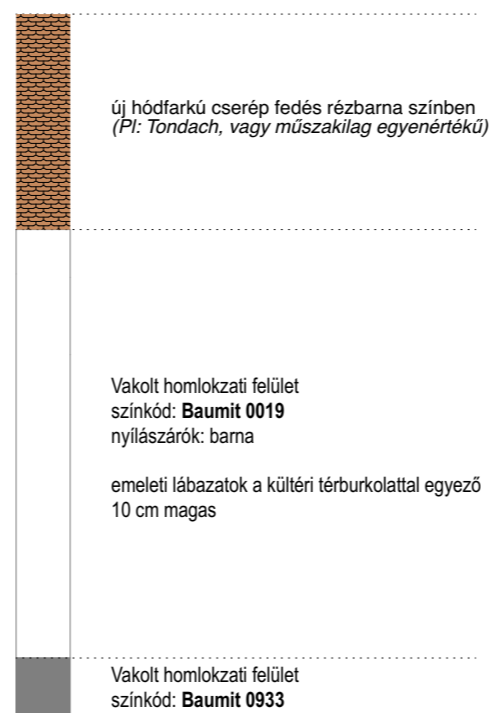 új hódfarkú cserép fedés rézbarna színben
(Pl: Tondach, vagy műszakilag egyenértékű)
Vakolt homlokzati felület
színkód: Baumit 0019
nyílászárók: barna
emeleti lábazatok a kültéri térburkolattal egyező
10 cm magas
Vakolt homlokzati felület
színkód: Baumit 0933